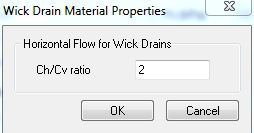 Wick Drain Material Properties
Horizontal Flow for Wick Drains
Ch/Cv ratio 2
OK Cancel